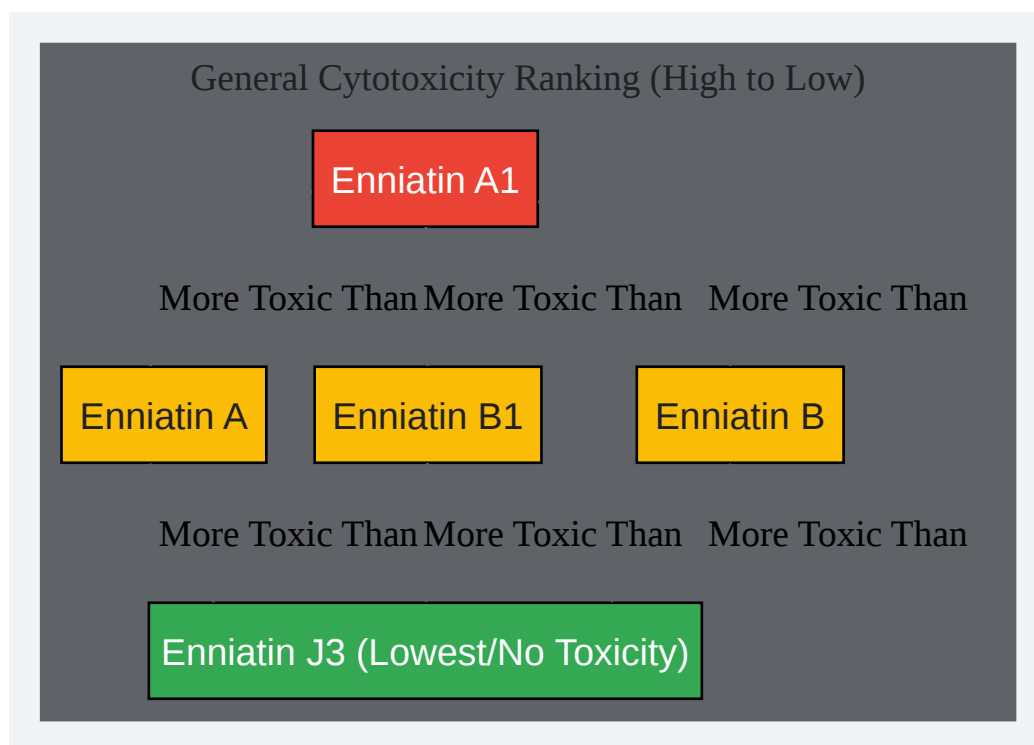 General Cytotoxicity Ranking (High to Low)
Enniatin A1
More Toxic Than More Toxic Than More Toxic Than
Enniatin A Enniatin B1 Enniatin B
More Toxic Than More Toxic Than More Toxic Than
Enniatin J3 (Lowest/No Toxicity)